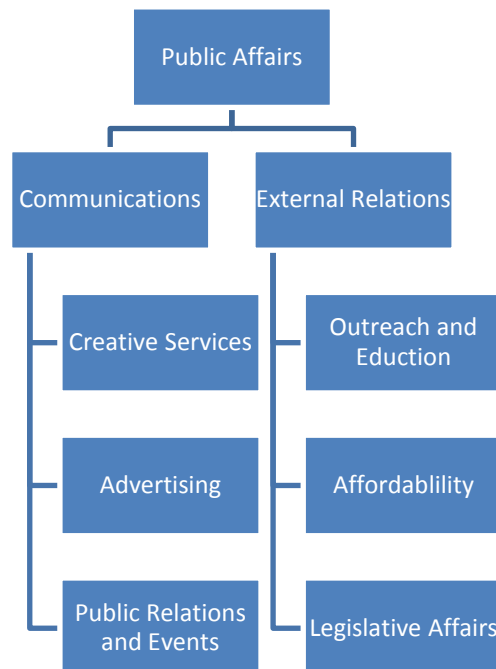 Public Affairs
Communications
External Relations
Creative Services
Outreach and
Eduction
Advertising
Affordablility
Public Relations
and Events
Legislative Affairs